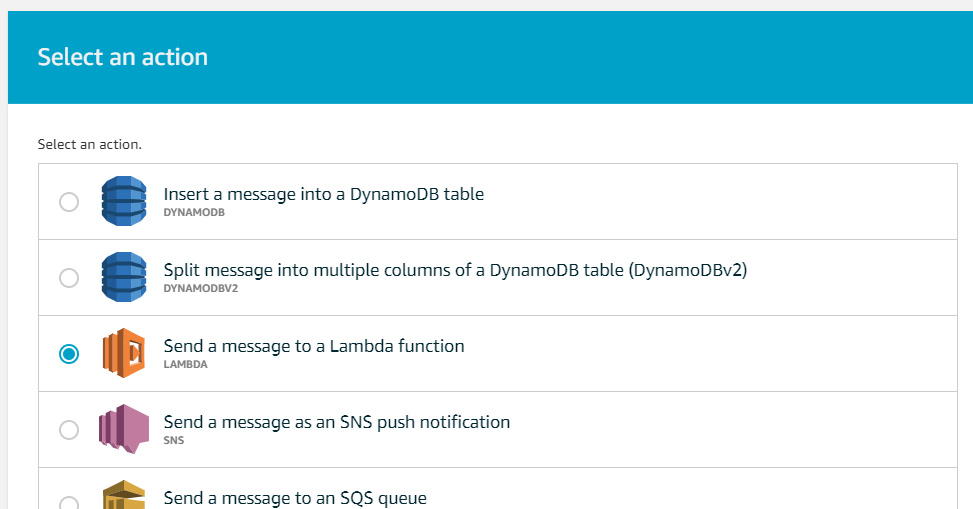 Select an action
Select an action.
Insert a message into a DynamoDB table
DYNAMODB
Split message into multiple columns of a DynamoDB table (DynamoDBv2)
DYNAMODBV2
Send a message to a Lambda function
LAMBDA
Send a message as an SNS push notification
SNS
Send a message to an SQS queue